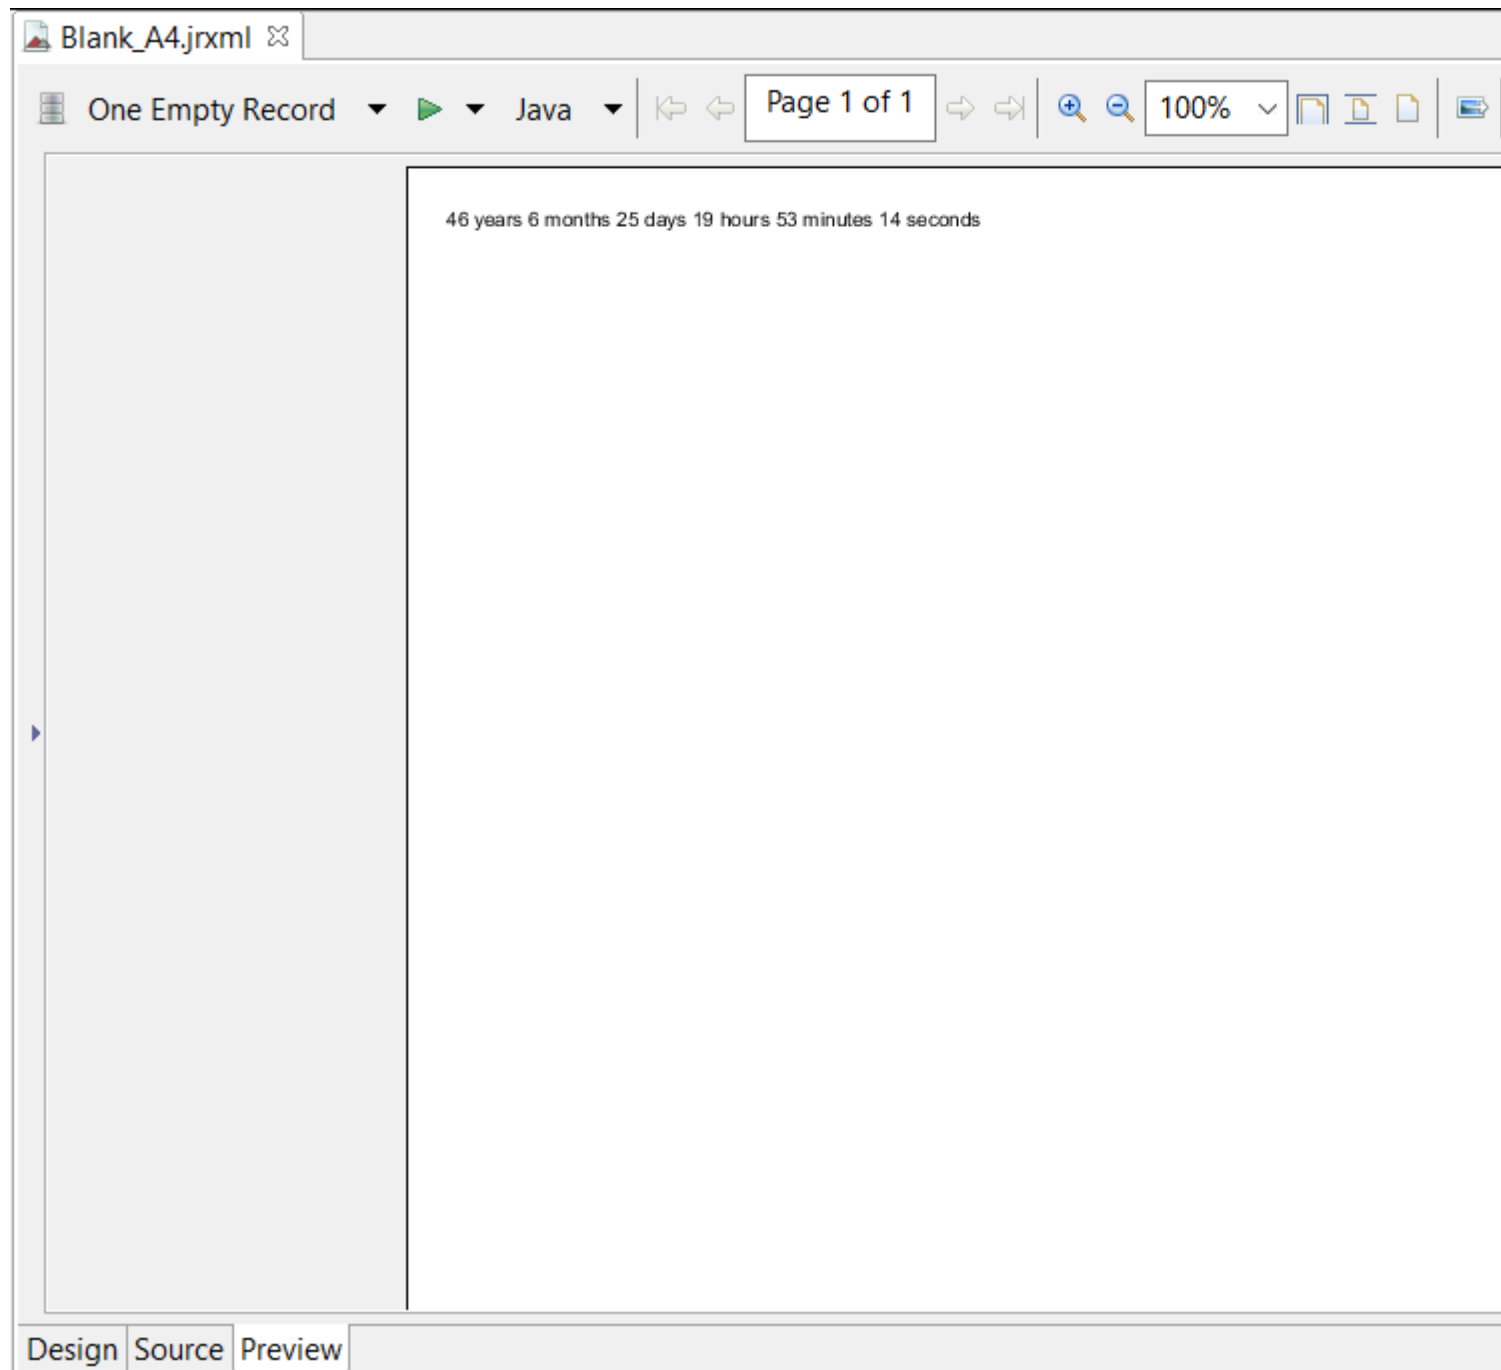 Blank_A4.jrxml
One Empty Record Java Page 1 of 1 100%
46 years 6 months 25 days 19 hours 53 minutes 14 seconds
Design Source Preview